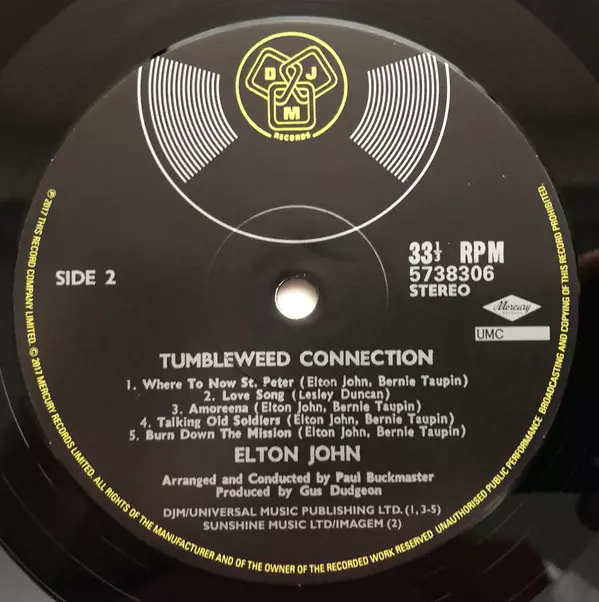 D J
M
RECORDS
SIDE 2
33⅓ RPM
5738306
STEREO
Mercury
UMC
TUMBLEWEED CONNECTION
1. Where To Now St. Peter (Elton John, Bernie Taupin)
2. Love Song (Lesley Duncan)
3. Amoreena (Elton John, Bernie Taupin)
4. Talking Old Soldiers (Elton John, Bernie Taupin)
5. Burn Down The Mission (Elton John, Bernie Taupin)
ELTON JOHN
Arranged and Conducted by Paul Buckmaster
Produced by Gus Dudgeon
DJM/UNIVERSAL MUSIC PUBLISHING LTD. (1, 3-5)
SUNSHINE MUSIC LTD/IMAGEM (2)
℗2017 THIS RECORD COMPANY LIMITED. © 2017 MERCURY RECORDS LIMITED. ALL RIGHTS OF THE MANUFACTURER AND OF THE OWNER OF THE RECORDED WORK RESERVED. UNAUTHORISED PUBLIC PERFORMANCE, BROADCASTING AND COPYING OF THIS RECORD PROHIBITED.